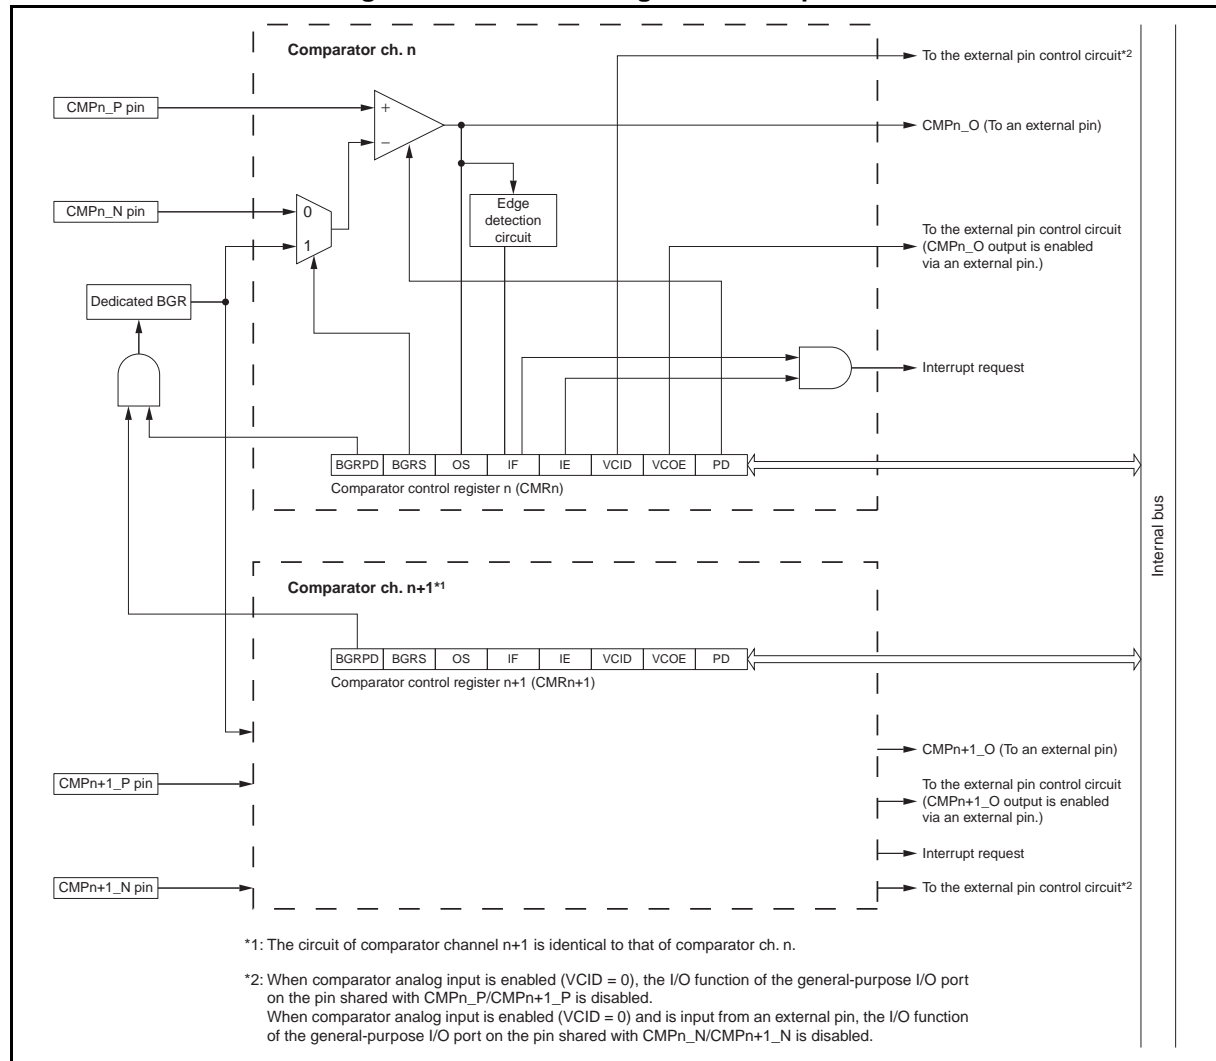 Comparator ch. n
To the external pin control circuit*2
CMPn_P pin
+
CMPn_O (To an external pin)
−
CMPn_N pin
0
Edge
detection
circuit
1
To the external pin control circuit
(CMPn_O output is enabled
via an external pin.)
Dedicated BGR
Interrupt request
BGRPD BGRS OS IF IE VCID VCOE PD
Comparator control register n (CMRn)
Internal bus
Comparator ch. n+1*1
BGRPD BGRS OS IF IE VCID VCOE PD
Comparator control register n+1 (CMRn+1)
CMPn+1_O (To an external pin)
CMPn+1_P pin
To the external pin control circuit
(CMPn+1_O output is enabled
via an external pin.)
Interrupt request
CMPn+1_N pin
To the external pin control circuit*2
*1: The circuit of comparator channel n+1 is identical to that of comparator ch. n.
*2: When comparator analog input is enabled (VCID = 0), the I/O function of the general-purpose I/O port
on the pin shared with CMPn_P/CMPn+1_P is disabled.
When comparator analog input is enabled (VCID = 0) and is input from an external pin, the I/O function
of the general-purpose I/O port on the pin shared with CMPn_N/CMPn+1_N is disabled.